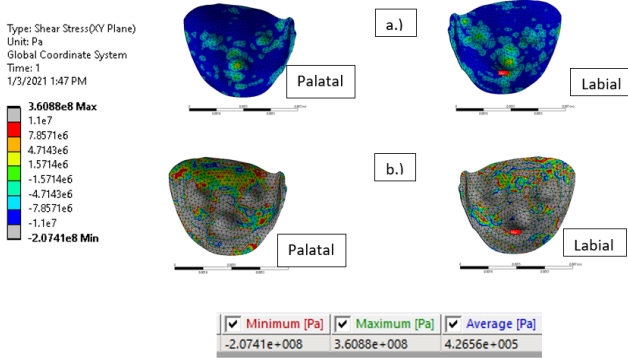 Type: Shear Stress(XY Plane)
Unit: Pa
Global Coordinate System
Time: 1
1/3/2021 1:47 PM
3.6088e8 Max
1.1e7
7.8571e6
4.7143e6
1.5714e6
-1.5714e6
-4.7143e6
-7.8571e6
-1.1e7
-2.0741e8 Min
a.)
Palatal
Labial
b.)
Palatal
Labial
Minimum [Pa] Maximum [Pa] Average [Pa]
-2.0741e+008 3.6088e+008 4.2656e+005